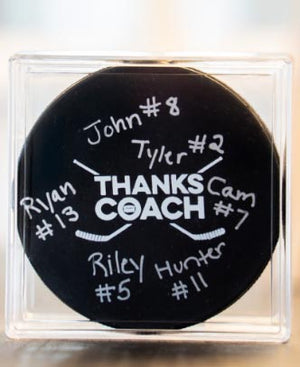 John #8
Tyler #2
Ryan
#13
THANKS
COACH
Cam
#7
Riley
#5
Hunter
#11